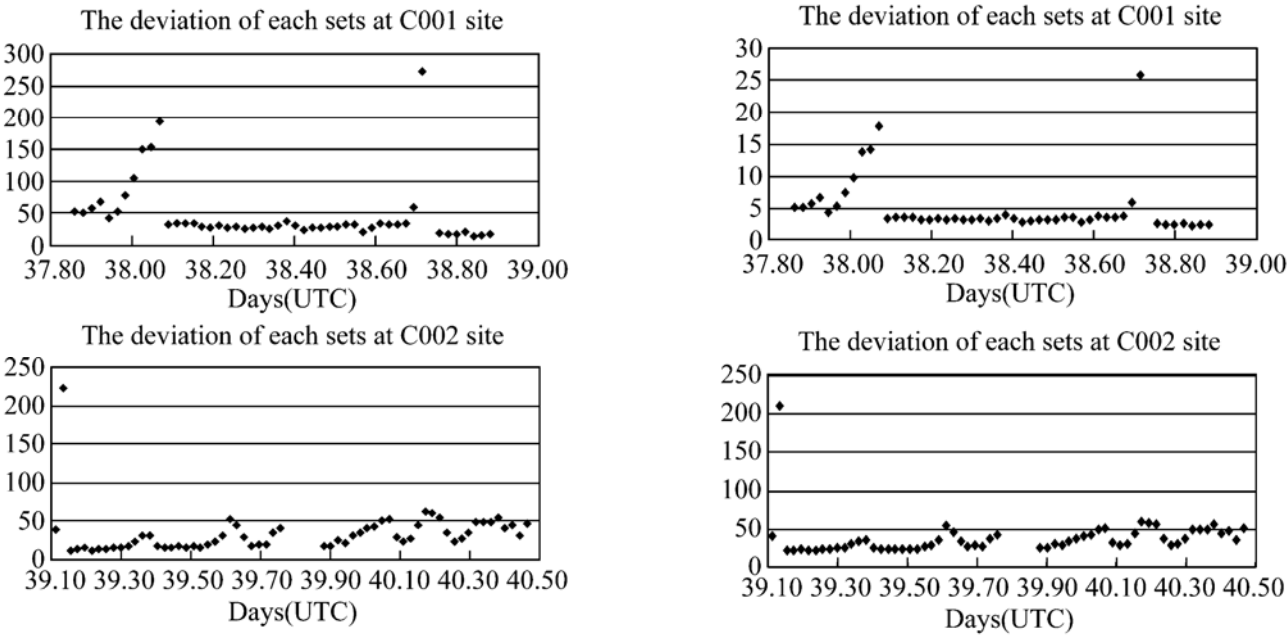 The deviation of each sets at C001 site
300
250
200
150
100
50
0
37.80 38.00 38.20 38.40 38.60 38.80 39.00
Days(UTC)
The deviation of each sets at C001 site
30
25
20
15
10
5
0
37.80 38.00 38.20 38.40 38.60 38.80 39.00
Days(UTC)
The deviation of each sets at C002 site
250
200
150
100
50
0
39.10 39.30 39.50 39.70 39.90 40.10 40.30 40.50
Days(UTC)
The deviation of each sets at C002 site
250
200
150
100
50
0
39.10 39.30 39.50 39.70 39.90 40.10 40.30 40.50
Days(UTC)